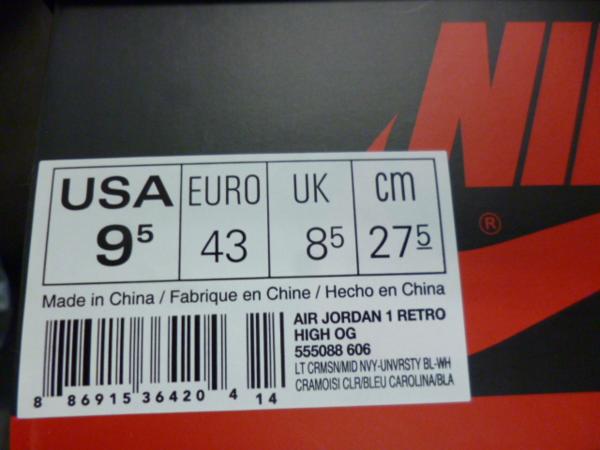 NI
®
USA EURO UK cm
9⁵ 43 8⁵ 27⁵
Made in China / Fabrique en Chine / Hecho en China
AIR JORDAN 1 RETRO
HIGH OG
555088 606
LT CRMSN/MID NVY-UNVRSTY BL-WH
CRAMOISI CLR/BLEU CAROLINA/BLA
8 86915 36420 4 14